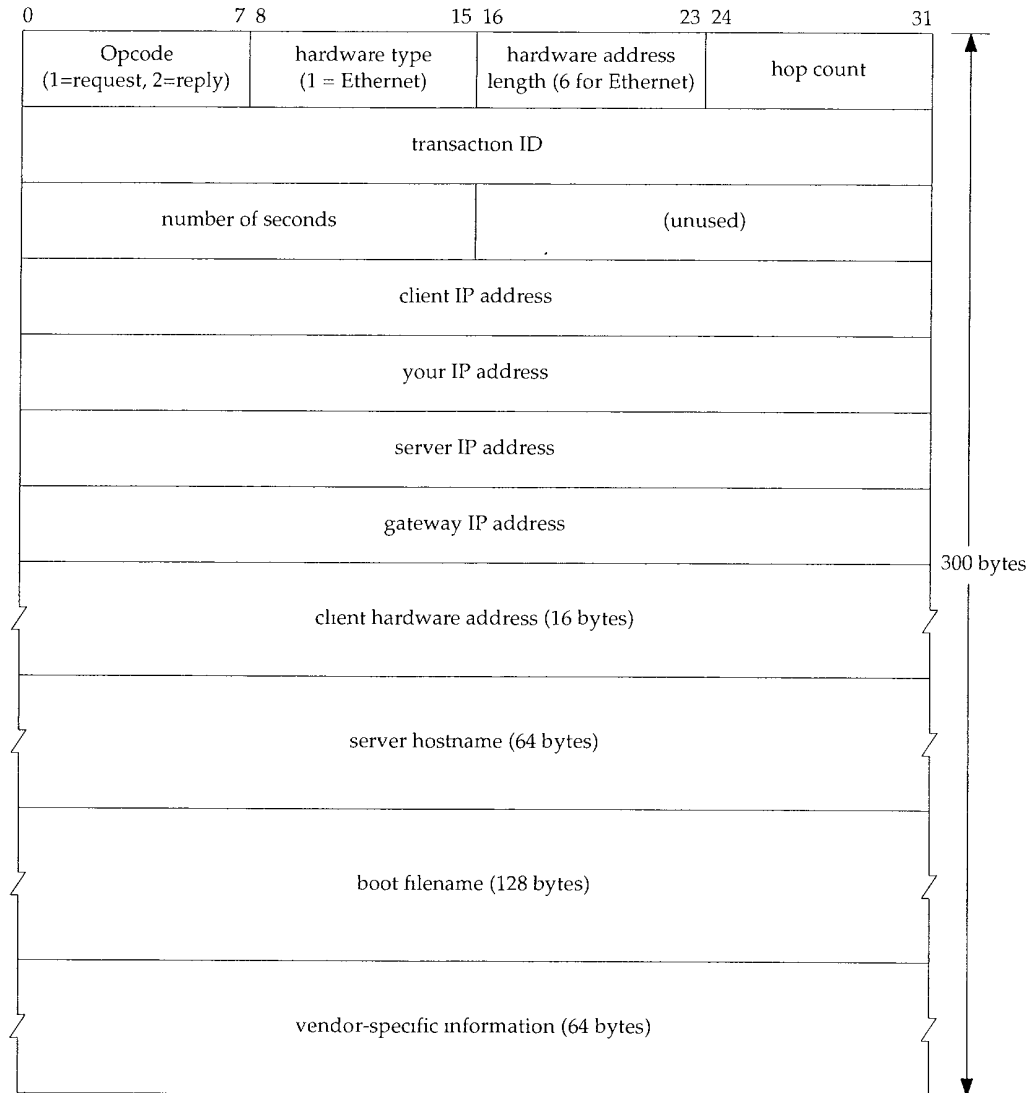 0 7 8 15 16 23 24 31
Opcode
(1=request, 2=reply)
hardware type
(1 = Ethernet)
hardware address
length (6 for Ethernet)
hop count
transaction ID
number of seconds
(unused)
client IP address
your IP address
server IP address
gateway IP address
300 bytes
client hardware address (16 bytes)
server hostname (64 bytes)
boot filename (128 bytes)
vendor-specific information (64 bytes)